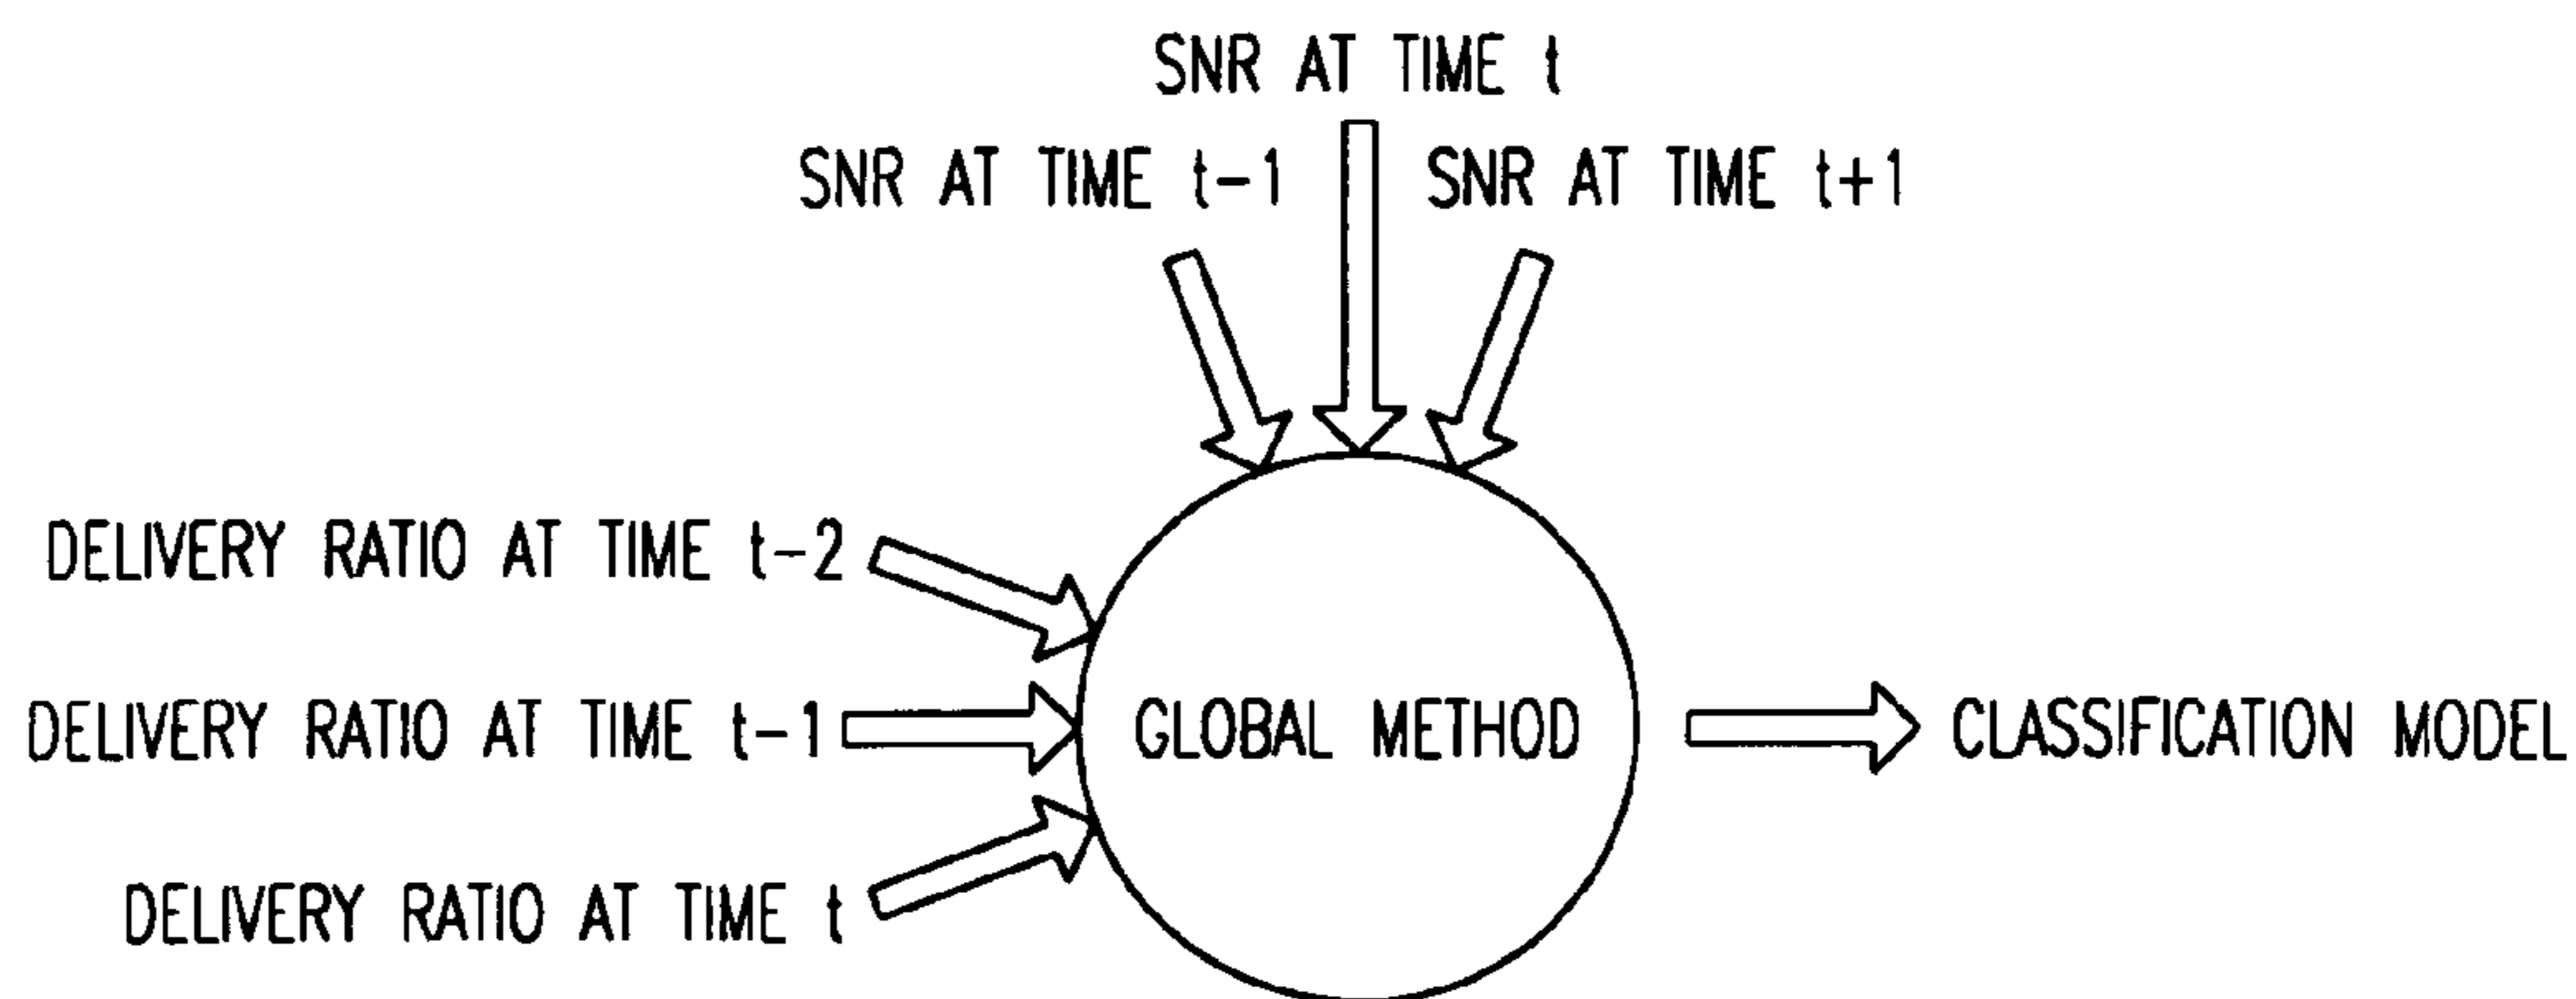 SNR AT TIME t
SNR AT TIME t-1
SNR AT TIME t+1
DELIVERY RATIO AT TIME t-2
DELIVERY RATIO AT TIME t-1
GLOBAL METHOD
CLASSIFICATION MODEL
DELIVERY RATIO AT TIME t